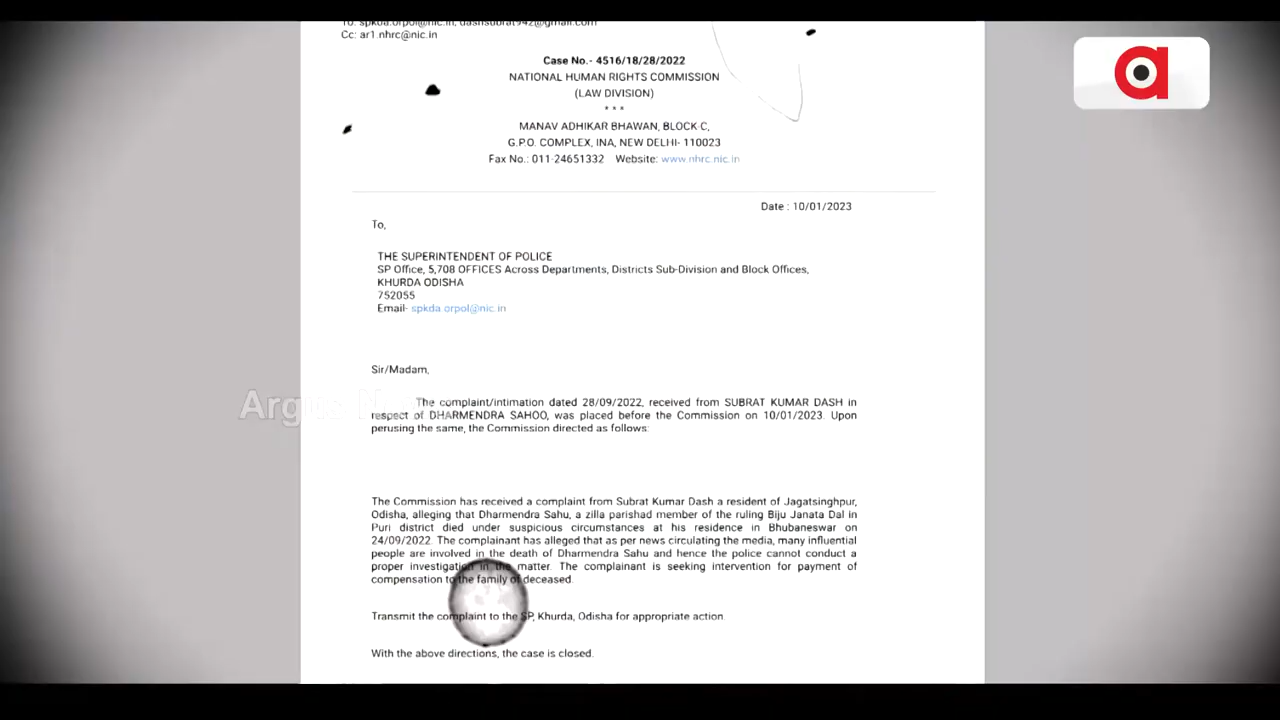 To: spkda.orpol@nic.in, dashsubrat942@gmail.com
Cc: ar1.nhrc@nic.in
Case No.- 4516/18/28/2022
NATIONAL HUMAN RIGHTS COMMISSION
(LAW DIVISION)
* * *
MANAV ADHIKAR BHAWAN, BLOCK-C,
G.P.O. COMPLEX, INA, NEW DELHI- 110023
Fax No.: 011-24651332 Website: www.nhrc.nic.in
Date : 10/01/2023
To,
THE SUPERINTENDENT OF POLICE
SP Office, 5,708 OFFICES Across Departments, Districts Sub-Division and Block Offices,
KHURDA ODISHA
752055
Email- spkda.orpol@nic.in
Sir/Madam,
The complaint/intimation dated 28/09/2022, received from SUBRAT KUMAR DASH in
respect of DHARMENDRA SAHOO, was placed before the Commission on 10/01/2023. Upon
perusing the same, the Commission directed as follows:
Argus
The Commission has received a complaint from Subrat Kumar Dash a resident of Jagatsinghpur,
Odisha, alleging that Dharmendra Sahu, a zilla parishad member of the ruling Biju Janata Dal in
Puri district died under suspicious circumstances at his residence in Bhubaneswar on
24/09/2022. The complainant has alleged that as per news circulating the media, many influential
people are involved in the death of Dharmendra Sahu and hence the police cannot conduct a
proper investigation in the matter. The complainant is seeking intervention for payment of
compensation to the family of deceased.
Transmit the complaint to the SP, Khurda, Odisha for appropriate action.
With the above directions, the case is closed.